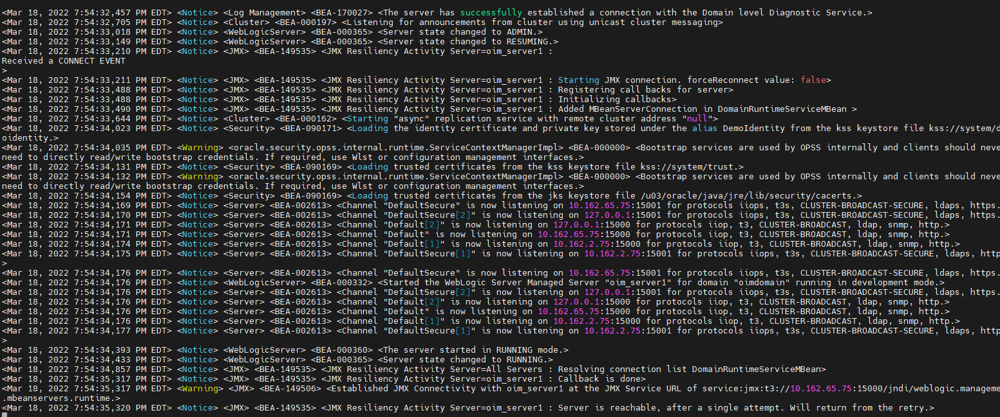 <Mar 18, 2022 7:54:32,457 PM EDT> <Notice> <Log Management> <BEA-170027> <The server has successfully established a connection with the Domain level Diagnostic Service.>
<Mar 18, 2022 7:54:32,705 PM EDT> <Notice> <Cluster> <BEA-000197> <Listening for announcements from cluster using unicast cluster messaging>
<Mar 18, 2022 7:54:33,018 PM EDT> <Notice> <WebLogicServer> <BEA-000365> <Server state changed to ADMIN.>
<Mar 18, 2022 7:54:33,149 PM EDT> <Notice> <WebLogicServer> <BEA-000365> <Server state changed to RESUMING.>
<Mar 18, 2022 7:54:33,210 PM EDT> <Notice> <JMX> <BEA-149535> <JMX Resiliency Activity Server=oim_server1 :
Received a CONNECT EVENT
>
<Mar 18, 2022 7:54:33,211 PM EDT> <Notice> <JMX> <BEA-149535> <JMX Resiliency Activity Server=oim_server1 : Starting JMX connection. forceReconnect value: false>
<Mar 18, 2022 7:54:33,488 PM EDT> <Notice> <JMX> <BEA-149535> <JMX Resiliency Activity Server=oim_server1 : Registering call backs for server>
<Mar 18, 2022 7:54:33,488 PM EDT> <Notice> <JMX> <BEA-149535> <JMX Resiliency Activity Server=oim_server1 : Initializing callbacks>
<Mar 18, 2022 7:54:33,490 PM EDT> <Notice> <JMX> <BEA-149535> <JMX Resiliency Activity Server=oim_server1 : Added MBeanServerConnection in DomainRuntimeServiceMBean >
<Mar 18, 2022 7:54:33,644 PM EDT> <Notice> <Cluster> <BEA-000162> <Starting "async" replication service with remote cluster address "null">
<Mar 18, 2022 7:54:34,023 PM EDT> <Notice> <Security> <BEA-090171> <Loading the identity certificate and private key stored under the alias DemoIdentity from the kss keystore file kss://system/d
oidentity.>
<Mar 18, 2022 7:54:34,035 PM EDT> <Warning> <oracle.security.opss.internal.runtime.ServiceContextManagerImpl> <BEA-000000> <Bootstrap services are used by OPSS internally and clients should neve
need to directly read/write bootstrap credentials. If required, use Wlst or configuration management interfaces.>
<Mar 18, 2022 7:54:34,131 PM EDT> <Notice> <Security> <BEA-090169> <Loading trusted certificates from the kss keystore file kss://system/trust.>
<Mar 18, 2022 7:54:34,132 PM EDT> <Warning> <oracle.security.opss.internal.runtime.ServiceContextManagerImpl> <BEA-000000> <Bootstrap services are used by OPSS internally and clients should neve
need to directly read/write bootstrap credentials. If required, use Wlst or configuration management interfaces.>
<Mar 18, 2022 7:54:34,154 PM EDT> <Notice> <Security> <BEA-090169> <Loading trusted certificates from the jks keystore file /u03/oracle/java/jre/lib/security/cacerts.>
<Mar 18, 2022 7:54:34,169 PM EDT> <Notice> <Server> <BEA-002613> <Channel "DefaultSecure" is now listening on 10.162.65.75:15001 for protocols iiops, t3s, CLUSTER-BROADCAST-SECURE, ldaps, https.
<Mar 18, 2022 7:54:34,170 PM EDT> <Notice> <Server> <BEA-002613> <Channel "DefaultSecure[2]" is now listening on 127.0.0.1:15001 for protocols iiops, t3s, CLUSTER-BROADCAST-SECURE, ldaps, https.
<Mar 18, 2022 7:54:34,171 PM EDT> <Notice> <Server> <BEA-002613> <Channel "Default[2]" is now listening on 127.0.0.1:15000 for protocols iiop, t3, CLUSTER-BROADCAST, ldap, snmp, http.>
<Mar 18, 2022 7:54:34,171 PM EDT> <Notice> <Server> <BEA-002613> <Channel "Default" is now listening on 10.162.65.75:15000 for protocols iiop, t3, CLUSTER-BROADCAST, ldap, snmp, http.>
<Mar 18, 2022 7:54:34,174 PM EDT> <Notice> <Server> <BEA-002613> <Channel "Default[1]" is now listening on 10.162.2.75:15000 for protocols iiop, t3, CLUSTER-BROADCAST, ldap, snmp, http.>
<Mar 18, 2022 7:54:34,175 PM EDT> <Notice> <Server> <BEA-002613> <Channel "DefaultSecure[1]" is now listening on 10.162.2.75:15001 for protocols iiops, t3s, CLUSTER-BROADCAST-SECURE, ldaps, http
>
<Mar 18, 2022 7:54:34,176 PM EDT> <Notice> <Server> <BEA-002613> <Channel "DefaultSecure" is now listening on 10.162.65.75:15001 for protocols iiops, t3s, CLUSTER-BROADCAST-SECURE, ldaps, https.
<Mar 18, 2022 7:54:34,176 PM EDT> <Notice> <WebLogicServer> <BEA-000332> <Started the WebLogic Server Managed Server "oim_server1" for domain "oimdomain" running in development mode.>
<Mar 18, 2022 7:54:34,176 PM EDT> <Notice> <Server> <BEA-002613> <Channel "DefaultSecure[2]" is now listening on 127.0.0.1:15001 for protocols iiops, t3s, CLUSTER-BROADCAST-SECURE, ldaps, https.
<Mar 18, 2022 7:54:34,176 PM EDT> <Notice> <Server> <BEA-002613> <Channel "Default[2]" is now listening on 127.0.0.1:15000 for protocols iiop, t3, CLUSTER-BROADCAST, ldap, snmp, http.>
<Mar 18, 2022 7:54:34,176 PM EDT> <Notice> <Server> <BEA-002613> <Channel "Default" is now listening on 10.162.65.75:15000 for protocols iiop, t3, CLUSTER-BROADCAST, ldap, snmp, http.>
<Mar 18, 2022 7:54:34,176 PM EDT> <Notice> <Server> <BEA-002613> <Channel "Default[1]" is now listening on 10.162.2.75:15000 for protocols iiop, t3, CLUSTER-BROADCAST, ldap, snmp, http.>
<Mar 18, 2022 7:54:34,177 PM EDT> <Notice> <Server> <BEA-002613> <Channel "DefaultSecure[1]" is now listening on 10.162.2.75:15001 for protocols iiops, t3s, CLUSTER-BROADCAST-SECURE, ldaps, http
>
<Mar 18, 2022 7:54:34,393 PM EDT> <Notice> <WebLogicServer> <BEA-000360> <The server started in RUNNING mode.>
<Mar 18, 2022 7:54:34,433 PM EDT> <Notice> <WebLogicServer> <BEA-000365> <Server state changed to RUNNING.>
<Mar 18, 2022 7:54:34,857 PM EDT> <Notice> <JMX> <BEA-149535> <JMX Resiliency Activity Server=All Servers : Resolving connection list DomainRuntimeServiceMBean>
<Mar 18, 2022 7:54:35,317 PM EDT> <Notice> <JMX> <BEA-149535> <JMX Resiliency Activity Server=oim_server1 : Callback is done>
<Mar 18, 2022 7:54:35,317 PM EDT> <Warning> <JMX> <BEA-149506> <Established JMX Connectivity with oim_server1 at the JMX Service URL of service:jmx:t3://10.162.65.75:15000/jndi/weblogic.manageme
.mbeanservers.runtime.>
<Mar 18, 2022 7:54:35,320 PM EDT> <Notice> <JMX> <BEA-149535> <JMX Resiliency Activity Server=oim_server1 : Server is reachable, after a single attempt. Will return from the retry.>